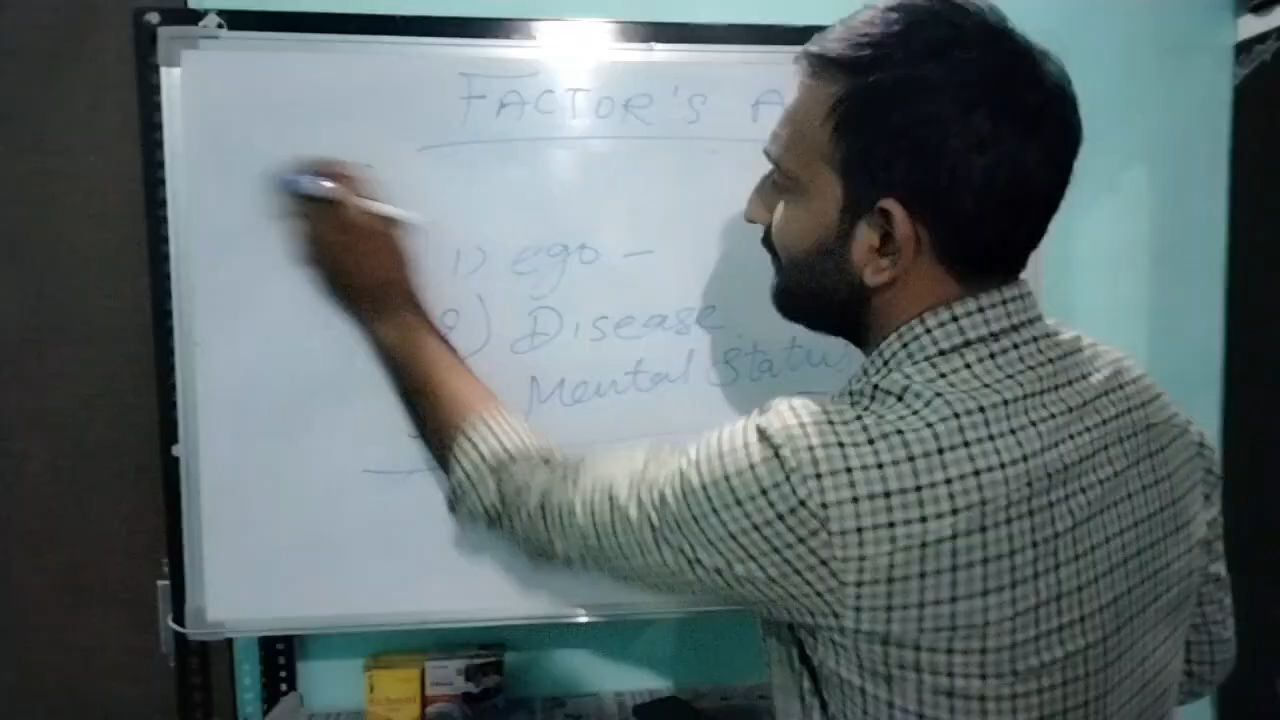 FACTOR'S A
1) ego -
2) Disease
Mental Status